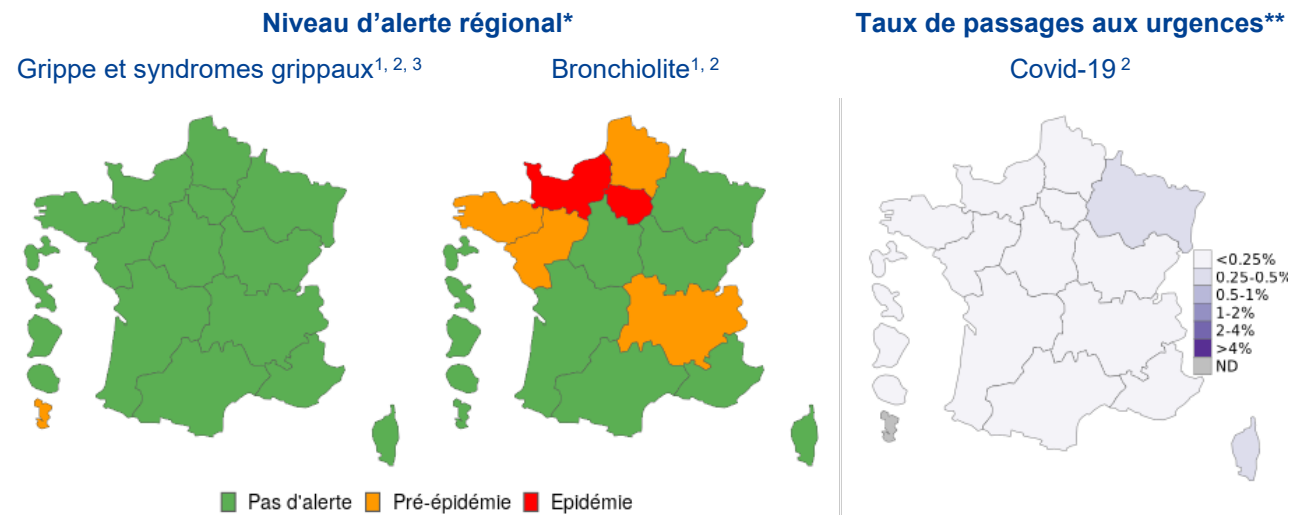 Niveau d’alerte régional*
Taux de passages aux urgences**
Grippe et syndromes grippaux1, 2, 3
Bronchiolite1, 2
Covid-19 2
<0.25%
0.25-0.5%
0.5-1%
1-2%
2-4%
>4%
ND
Pas d'alerte
Pré-épidémie
Epidémie